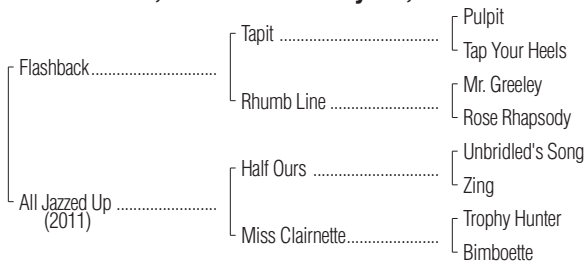 Pulpit
Tapit ........................................
Tap Your Heels
Flashback................................
Mr. Greeley
Rhumb Line ...........................
Rose Rhapsody
Unbridled's Song
Half Ours ................................
Zing
All Jazzed Up ..........................
(2011)
Trophy Hunter
Miss Clairnette.......................
Bimboette